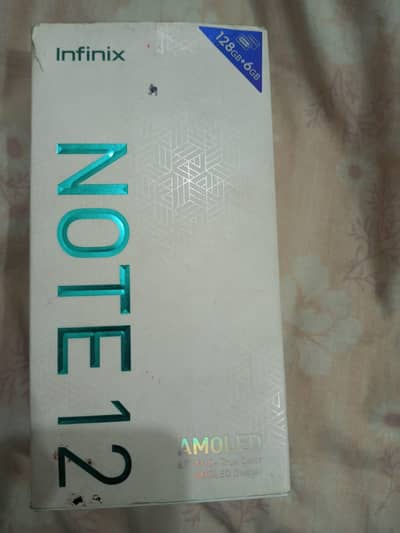 Infinix
128GB+6GB
NOTE 12
AMOLED